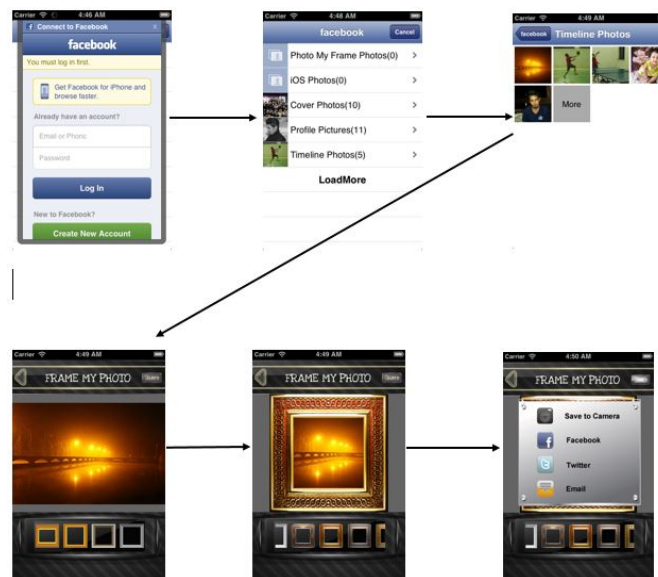 Carrier 4:46 AM
Connect to Facebook x
facebook
You must log in first.
Get Facebook for iPhone and
browse faster.
Already have an account?
Email or Phone
Password
Log In
New to Facebook?
Create New Account
Carrier 4:48 AM
facebook Cancel
Photo My Frame Photos(0)
iOS Photos(0)
Cover Photos(10)
Profile Pictures(11)
Timeline Photos(5)
LoadMore
Carrier 4:49 AM
facebook Timeline Photos
More
Carrier 4:49 AM
FRAME MY PHOTO
Carrier 4:49 AM
FRAME MY PHOTO
Carrier 4:50 AM
FRAME MY PHOTO
Save to Camera
Facebook
Twitter
Email